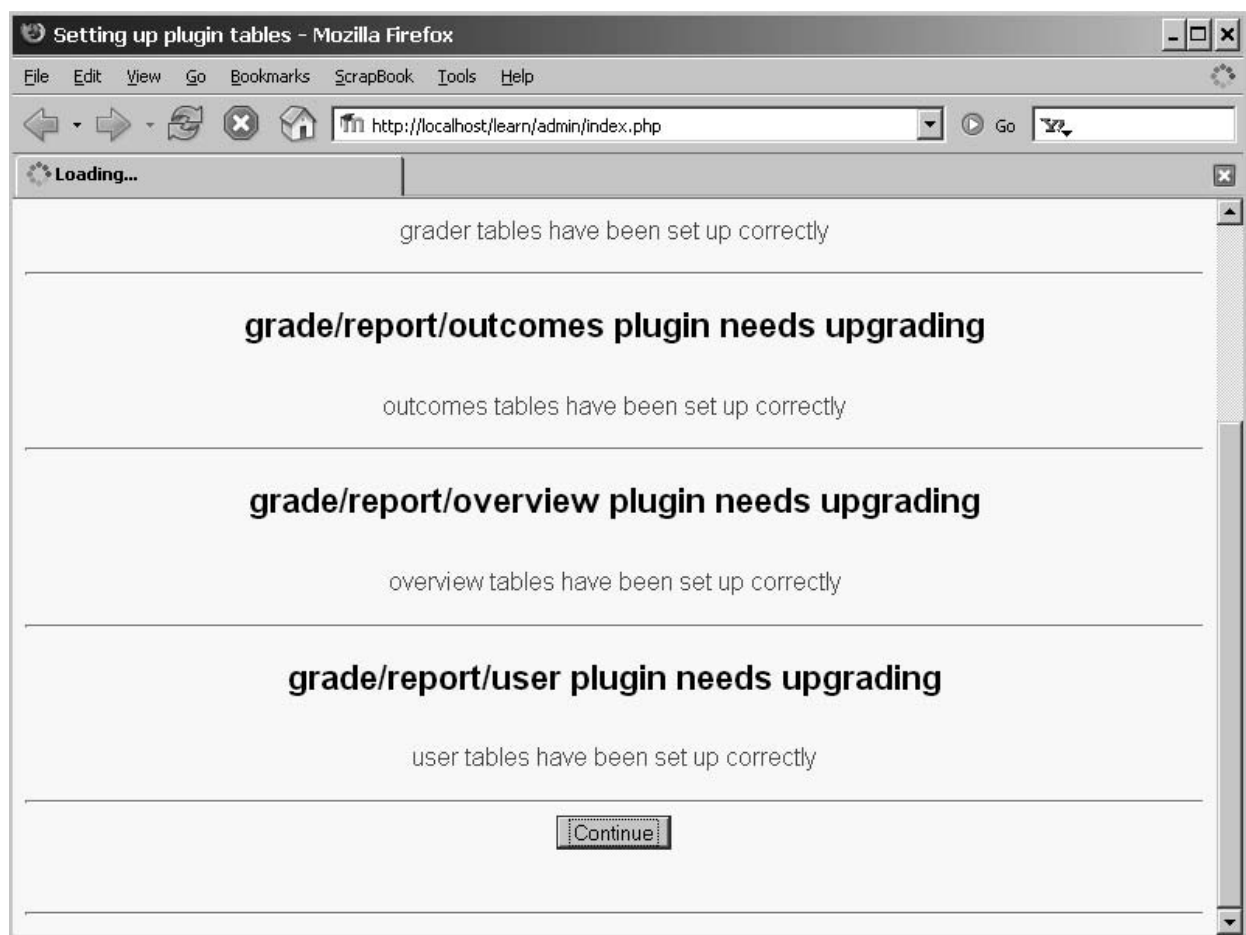 Setting up plugin tables - Mozilla Firefox
File Edit View Go Bookmarks ScrapBook Tools Help
http://localhost/learn/admin/index.php Go
Loading...
grader tables have been set up correctly
grade/report/outcomes plugin needs upgrading
outcomes tables have been set up correctly
grade/report/overview plugin needs upgrading
overview tables have been set up correctly
grade/report/user plugin needs upgrading
user tables have been set up correctly
Continue